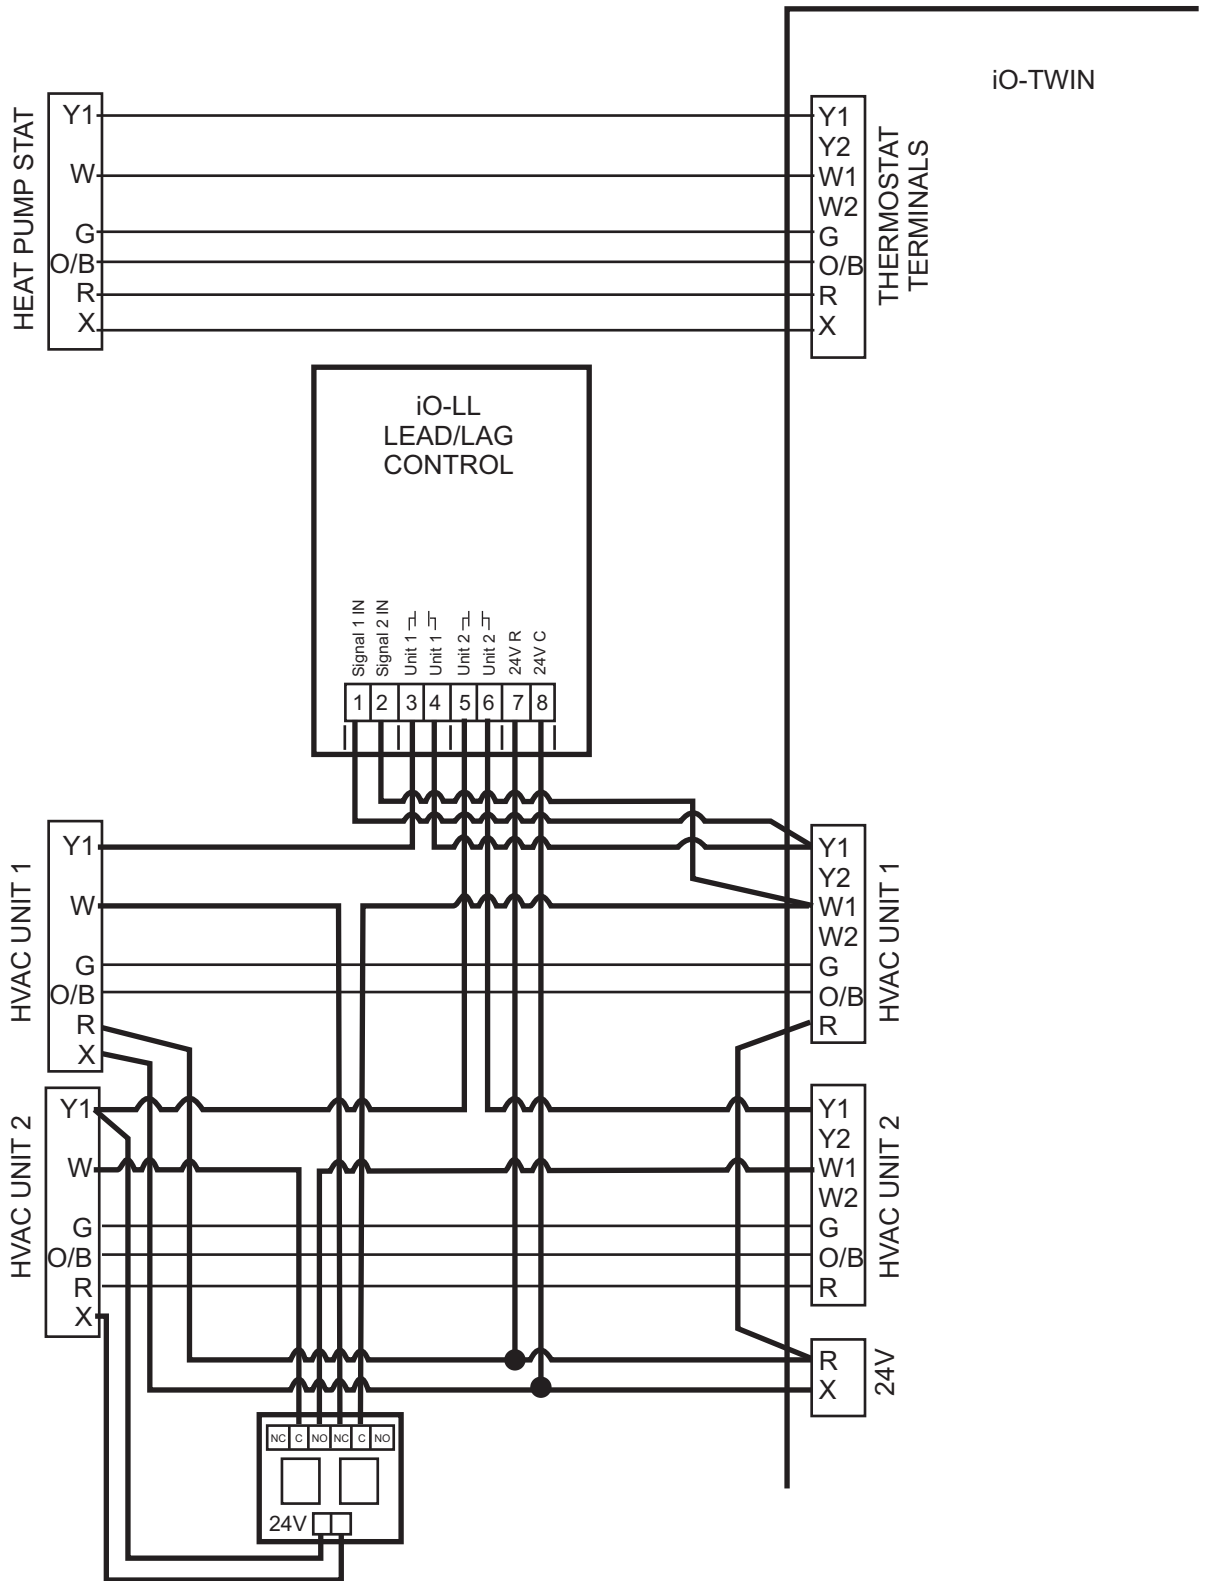 iO-TWIN
HEAT PUMP STAT
Y1
W
G
O/B
R
X
Y1
Y2
W1
W2
G
O/B
R
X
THERMOSTAT
TERMINALS
iO-LL
LEAD/LAG
CONTROL
Signal 1 IN
Signal 2 IN
Unit 1
Unit 1
Unit 2
Unit 2
24V R
24V C
1 2 3 4 5 6 7 8
HVAC UNIT 1
Y1
W
G
O/B
R
X
Y1
Y2
W1
W2
G
O/B
R
HVAC UNIT 1
HVAC UNIT 2
Y1
W
G
O/B
R
X
Y1
Y2
W1
W2
G
O/B
R
HVAC UNIT 2
R
X
24V
NC C NO NC C NO
24V